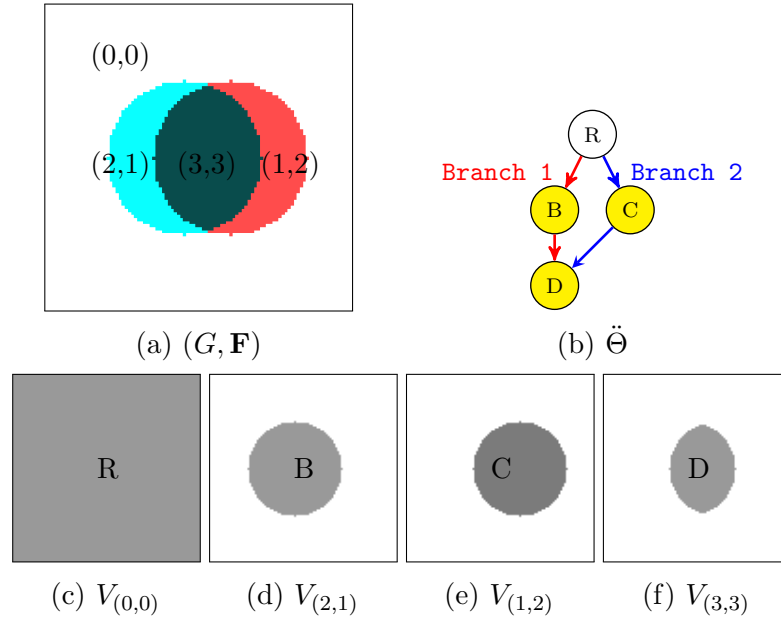 (0,0)
(2,1) (3,3) (1,2)
(a) (G, F)
R
Branch 1 Branch 2
B C
D
(b) Θ̈
R B C D
(c) V(0,0) (d) V(2,1) (e) V(1,2) (f) V(3,3)